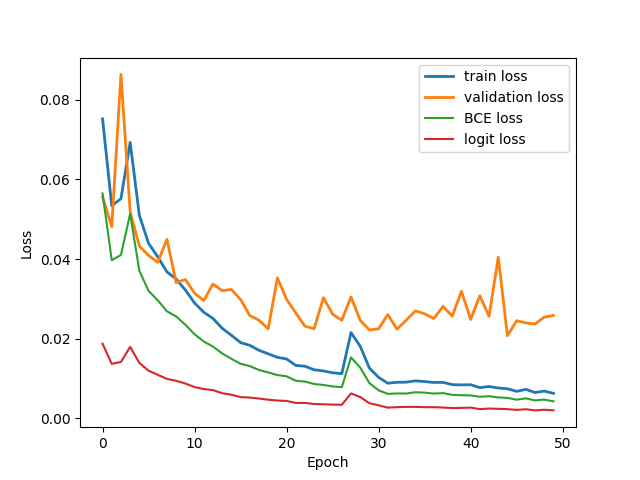 train loss
validation loss
BCE loss
logit loss
0.08
0.06
0.04
0.02
0.00
Loss
0 10 20 30 40 50
Epoch